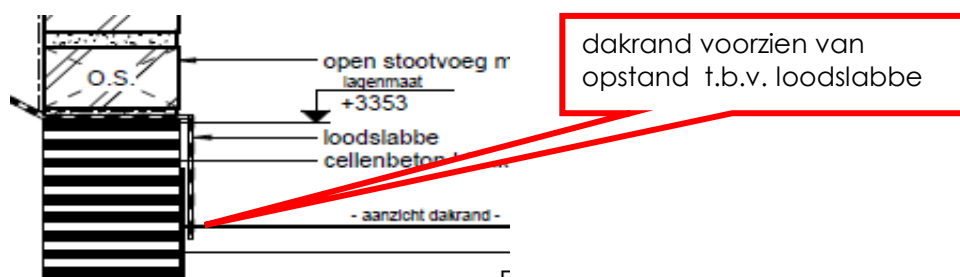 O.S.
open stootvoeg m
lagenmaat
+3353
loodslabbe
cellenbeton
- aanzicht dakrand -
dakrand voorzien van
opstand t.b.v. loodslabbe